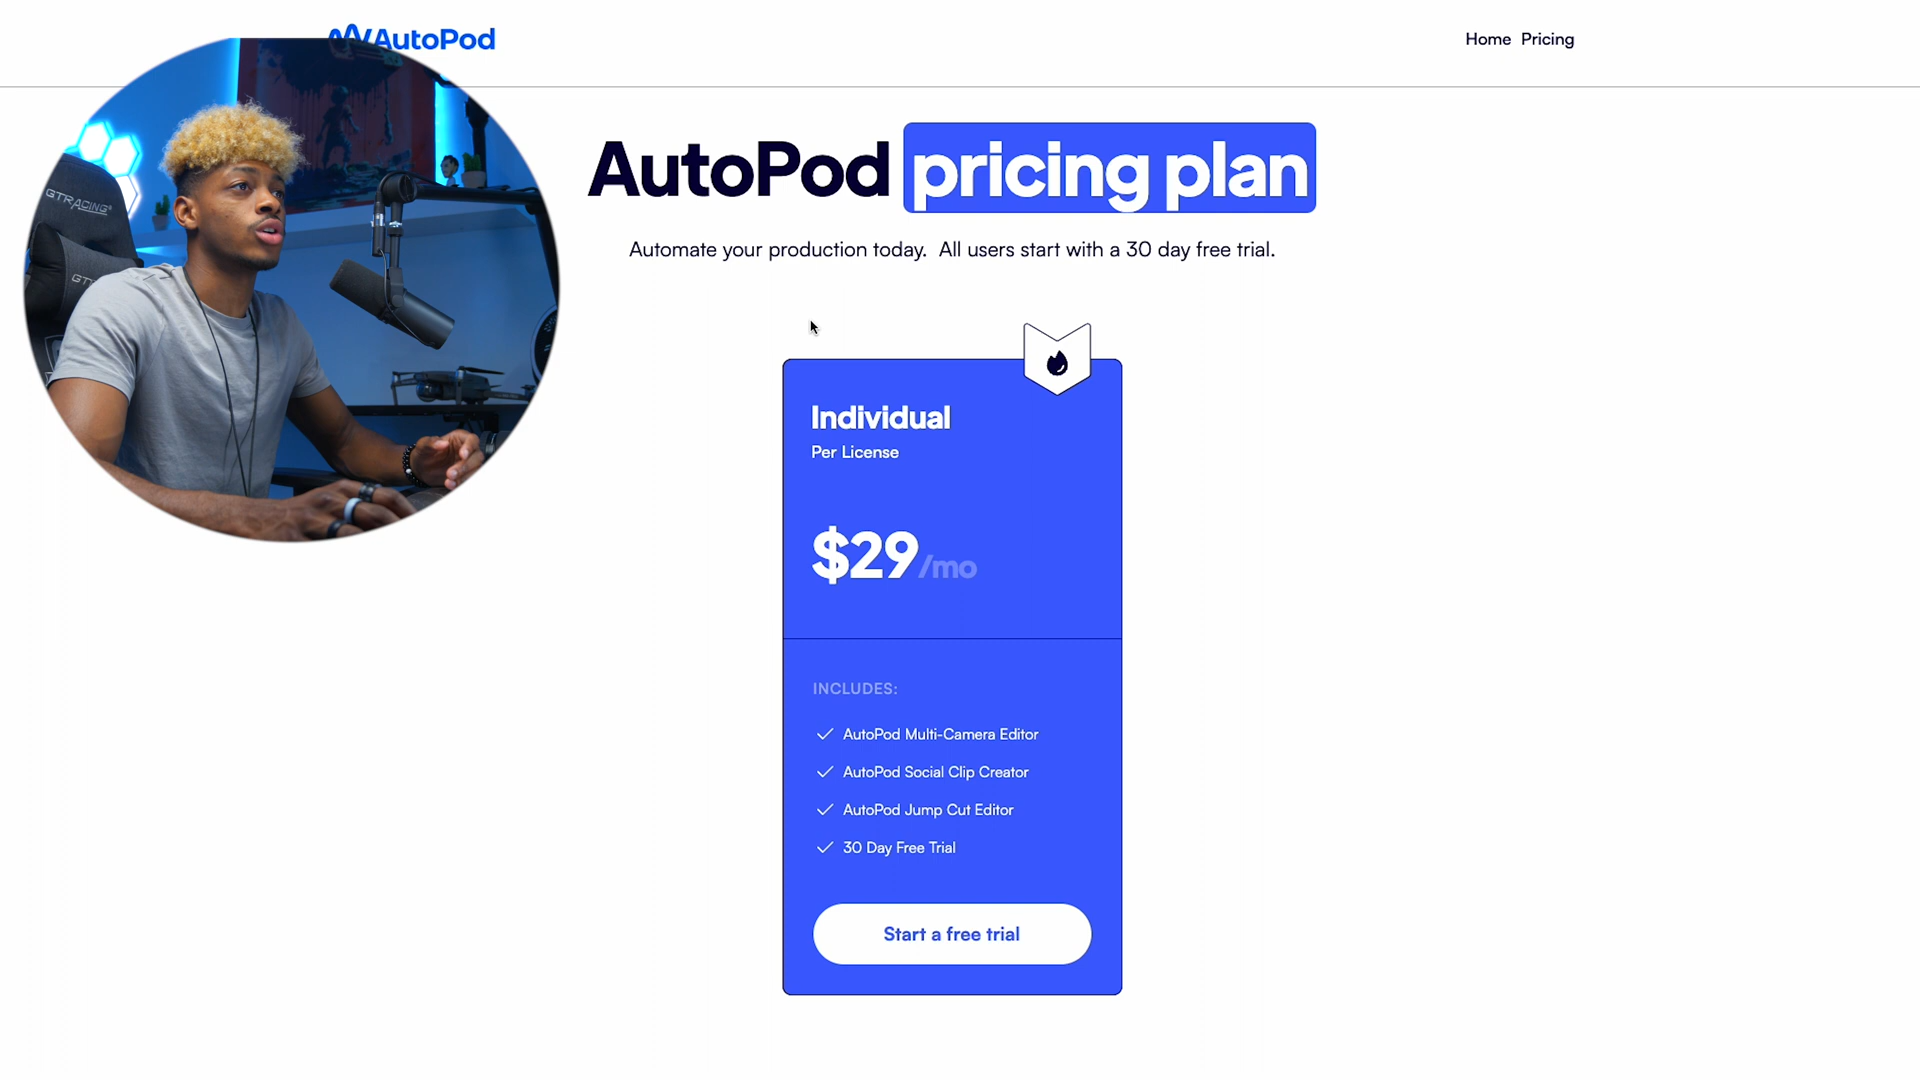 AutoPod
Home Pricing
AutoPod pricing plan
Automate your production today. All users start with a 30 day free trial.
GTRACING
GT
Individual
Per License
$29/mo
INCLUDES:
AutoPod Multi-Camera Editor
AutoPod Social Clip Creator
AutoPod Jump Cut Editor
30 Day Free Trial
Start a free trial